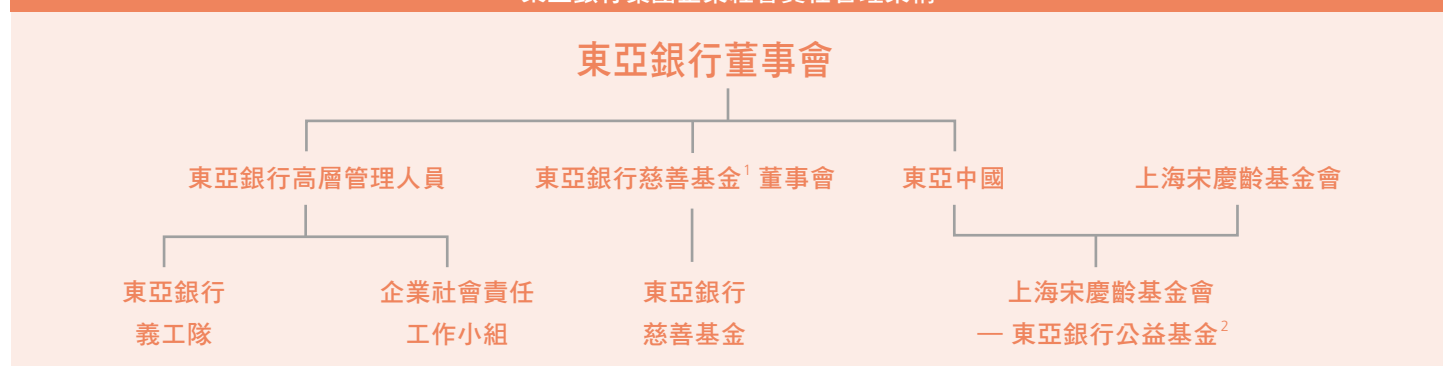 東亞銀行董事會
東亞銀行高層管理人員
東亞銀行慈善基金1 董事會
東亞中國
上海宋慶齡基金會
東亞銀行
義工隊
企業社會責任
工作小組
東亞銀行
慈善基金
上海宋慶齡基金會
— 東亞銀行公益基金2